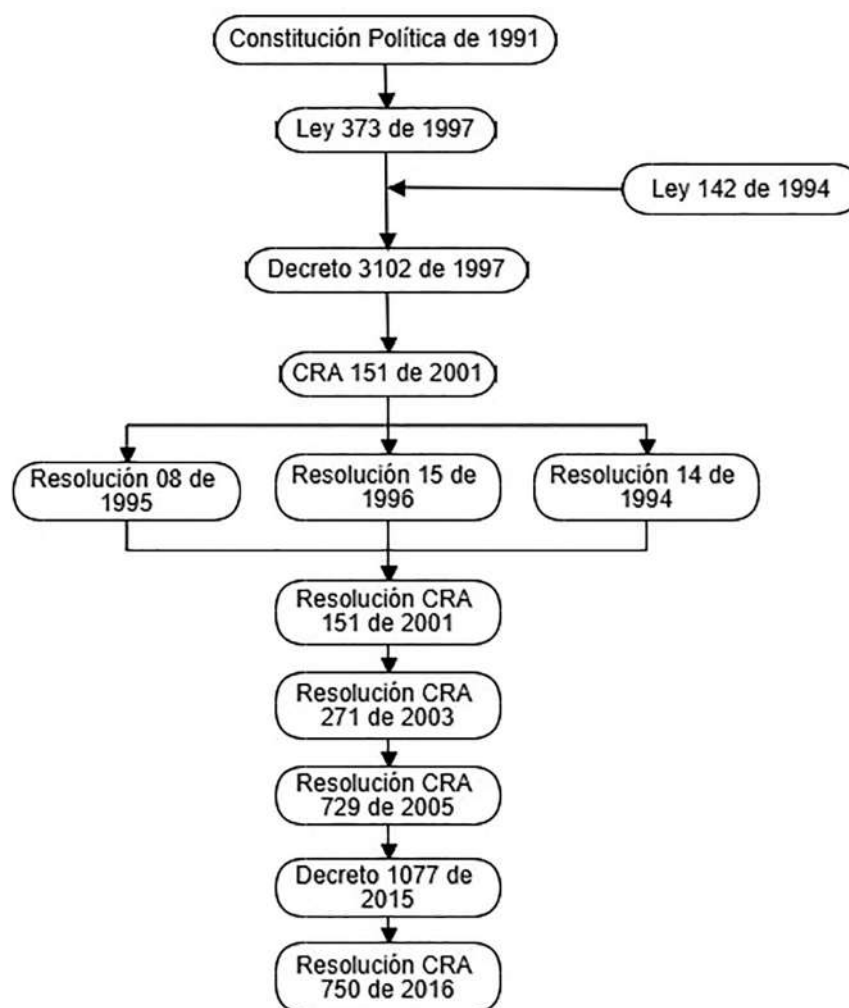 Constitución Política de 1991
Ley 373 de 1997
Ley 142 de 1994
Decreto 3102 de 1997
CRA 151 de 2001
Resolución 08 de
1995
Resolución 15 de
1996
Resolución 14 de
1994
Resolución CRA
151 de 2001
Resolución CRA
271 de 2003
Resolución CRA
729 de 2005
Decreto 1077 de
2015
Resolución CRA
750 de 2016